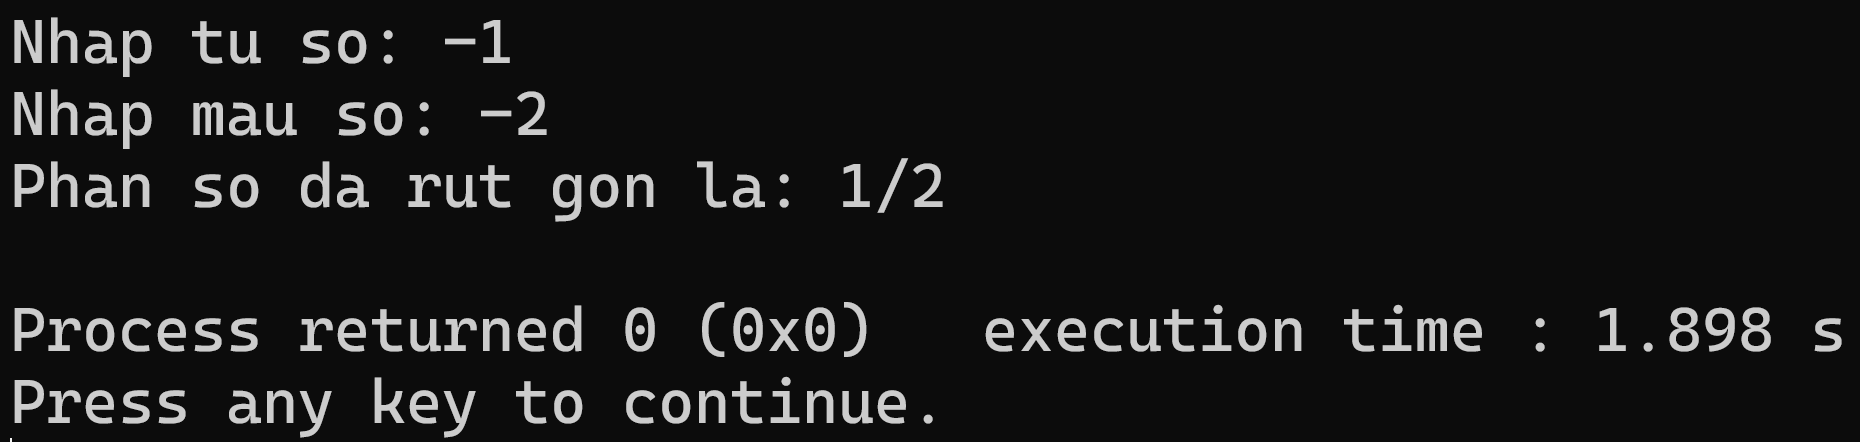 Nhap tu so: -1
Nhap mau so: -2
Phan so da rut gon la: 1/2
Process returned 0 (0x0)   execution time : 1.898 s
Press any key to continue.